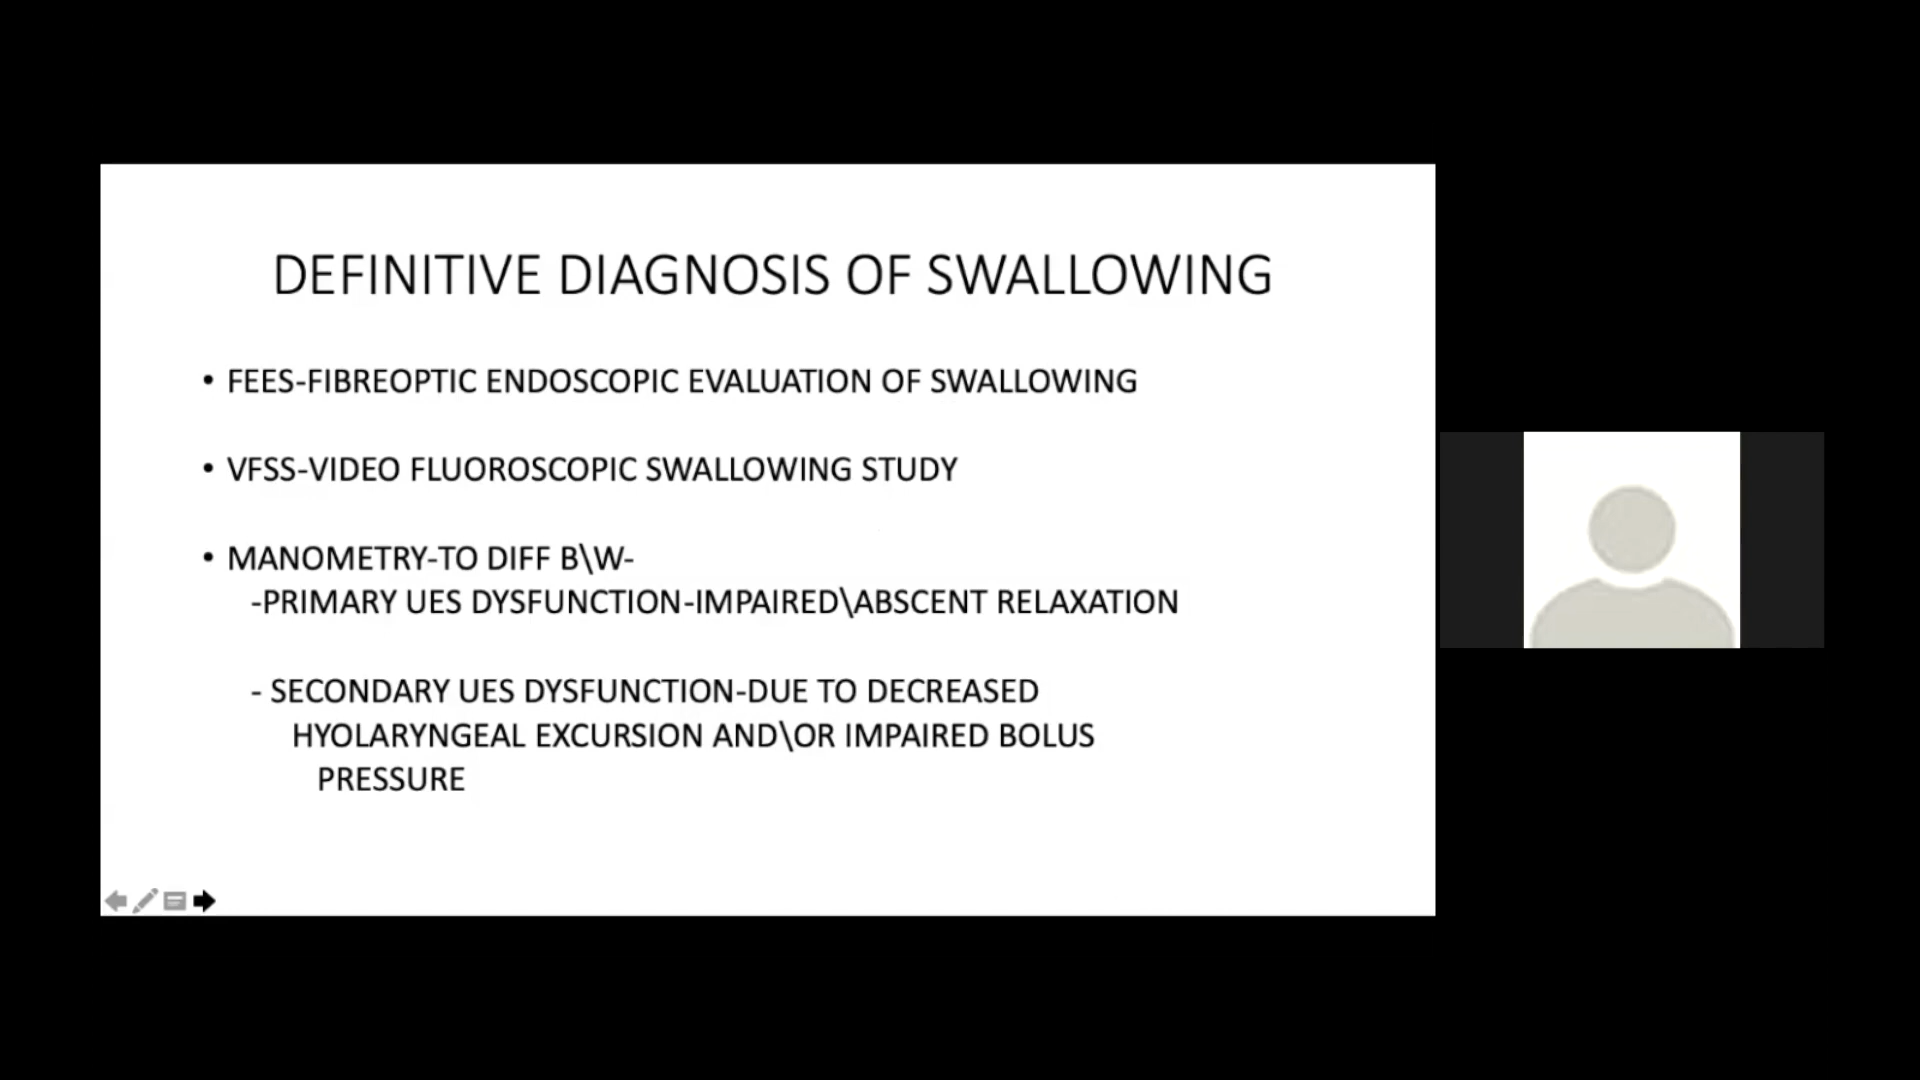 DEFINITIVE DIAGNOSIS OF SWALLOWING
• FEES-FIBREOPTIC ENDOSCOPIC EVALUATION OF SWALLOWING
• VFSS-VIDEO FLUOROSCOPIC SWALLOWING STUDY
• MANOMETRY-TO DIFF B\W-
-PRIMARY UES DYSFUNCTION-IMPAIRED\ABSCENT RELAXATION
- SECONDARY UES DYSFUNCTION-DUE TO DECREASED
HYOLARYNGEAL EXCURSION AND\OR IMPAIRED BOLUS
PRESSURE